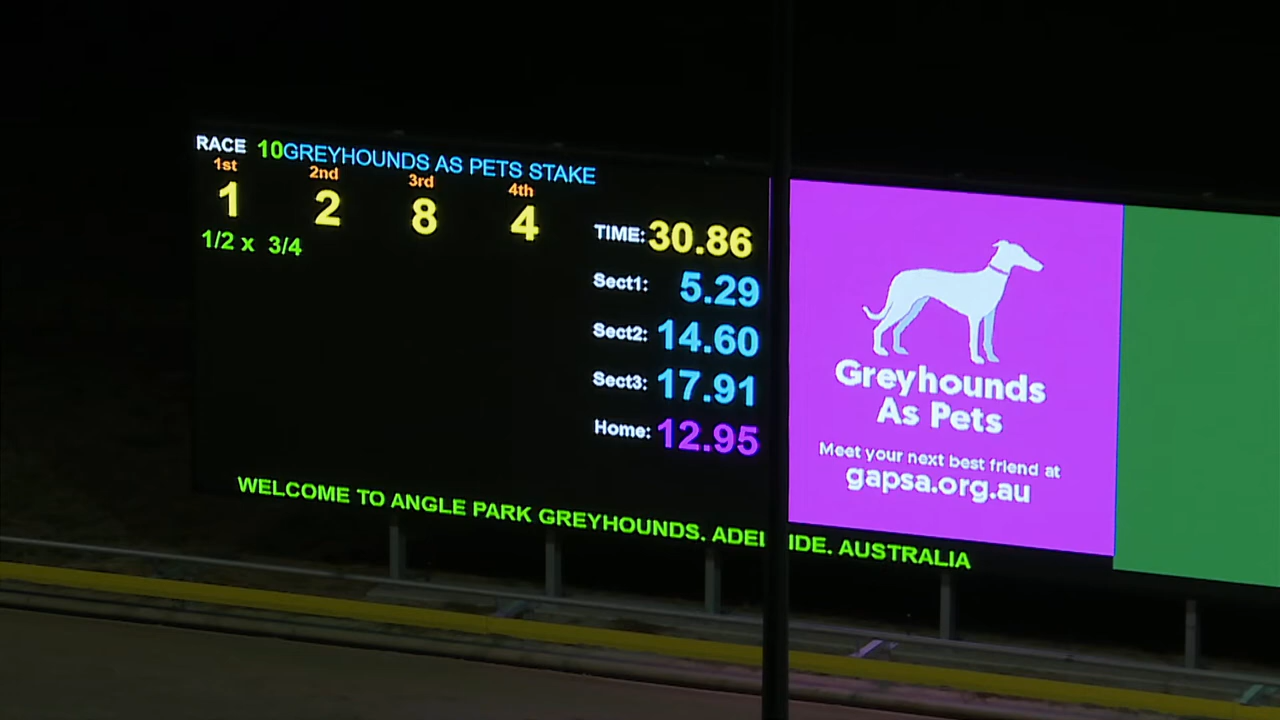 RACE 10GREYHOUNDS AS PETS STAKE
1st 2nd 3rd 4th
1 2 8 4
1/2 x 3/4
TIME: 30.86
Sect1: 5.29
Sect2: 14.60
Sect3: 17.91
Home: 12.95
Greyhounds
As Pets
Meet your next best friend at
gapsa.org.au
WELCOME TO ANGLE PARK GREYHOUNDS. ADELAIDE. AUSTRALIA